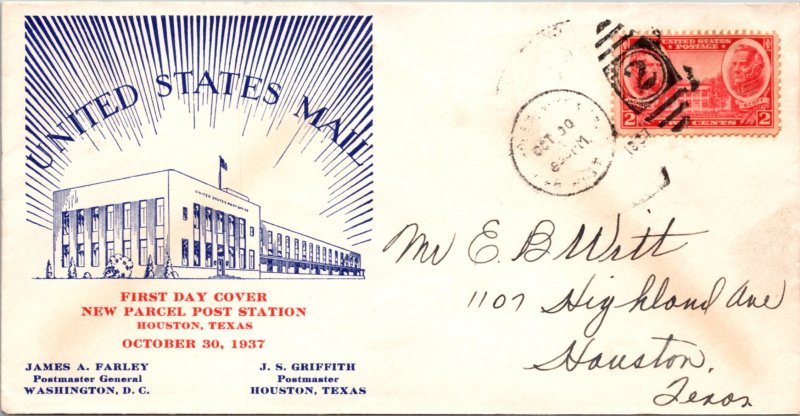 UNITED STATES MAIL
UNITED STATES POST OFFICE
FIRST DAY COVER
NEW PARCEL POST STATION
HOUSTON, TEXAS
OCTOBER 30, 1937
JAMES A. FARLEY
Postmaster General
WASHINGTON, D. C.
J. S. GRIFFITH
Postmaster
HOUSTON, TEXAS
OCT 30
1937
2
UNITED STATES
POSTAGE
SCOTT
2 CENTS 2
Mr E. B Witt
1107 Highland Ave
Houston,
Texas